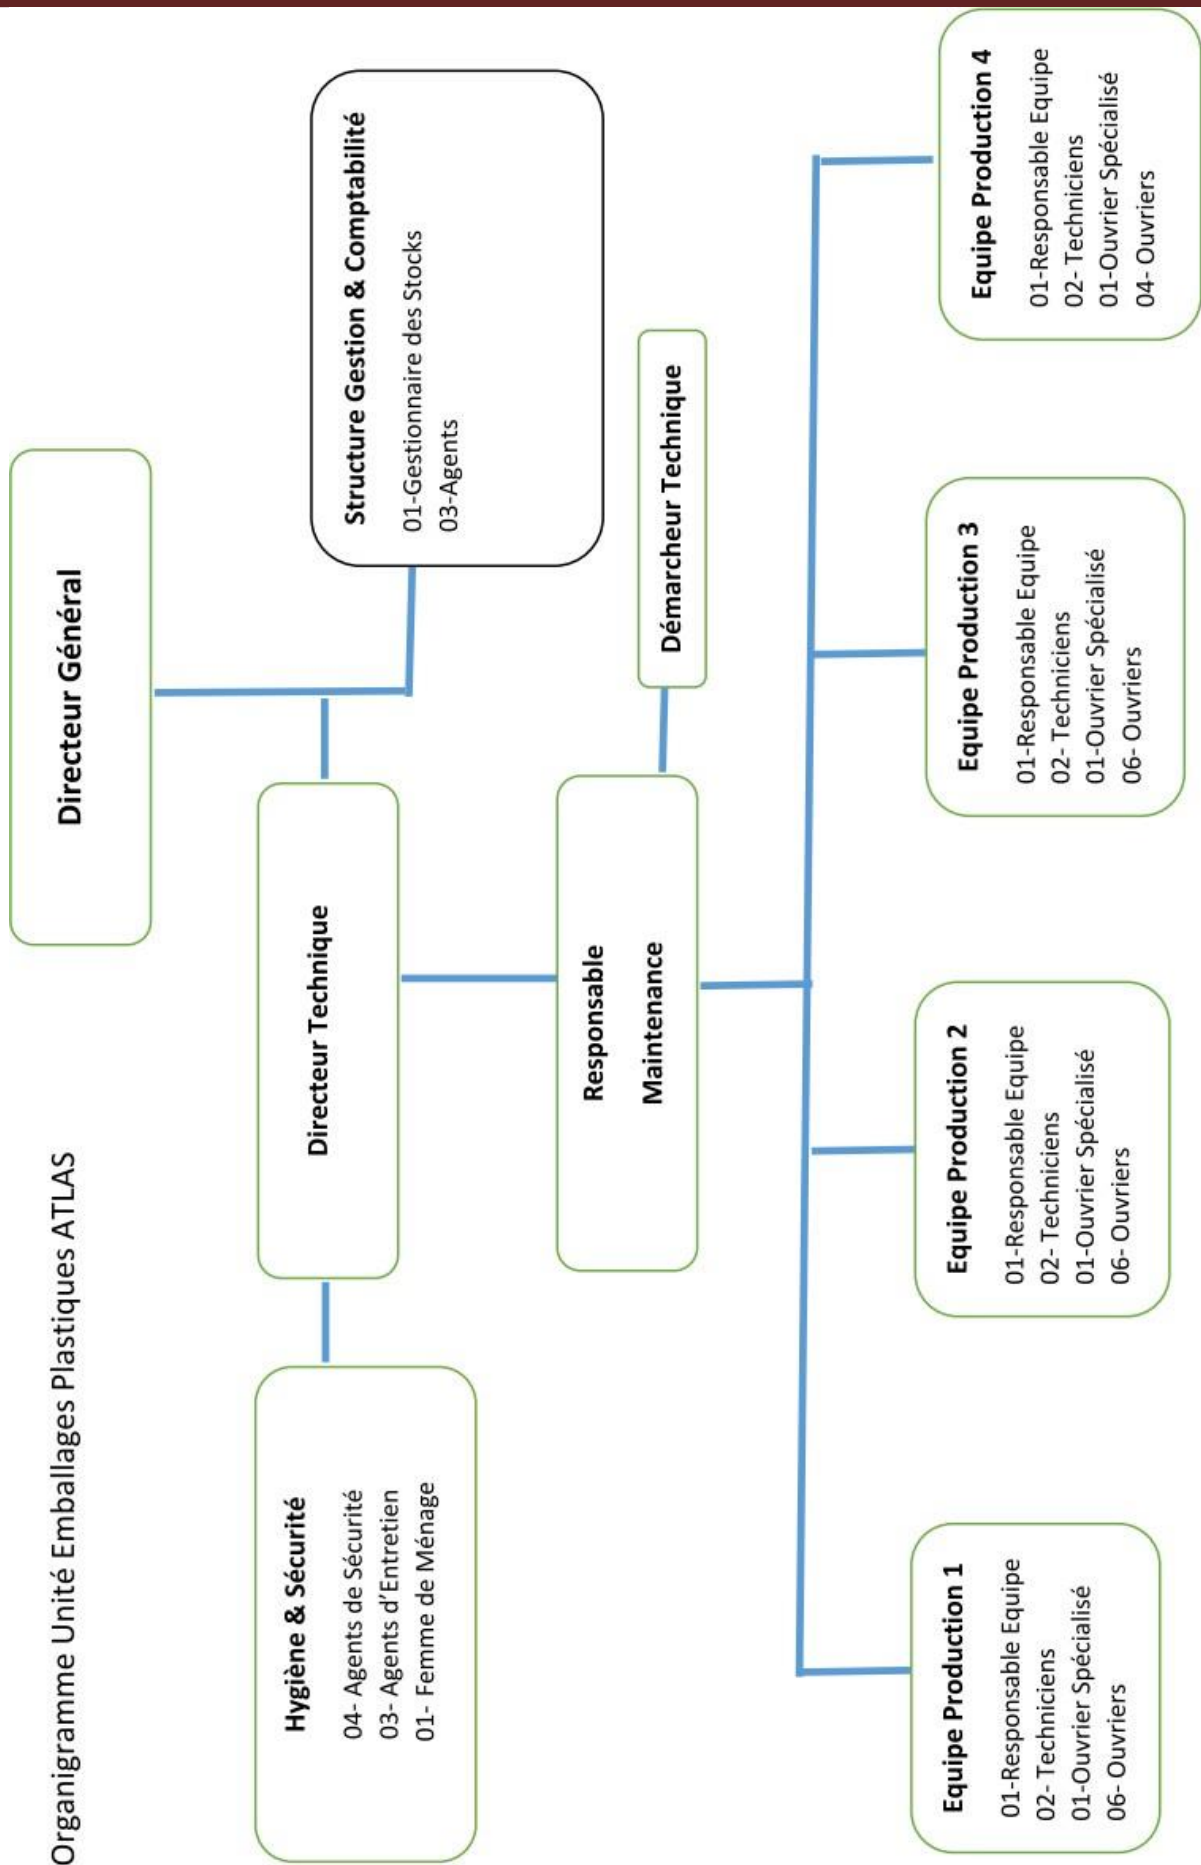 Organigramme Unité Emballages Plastiques ATLAS
Directeur Général
Directeur Technique
Structure Gestion & Comptabilité
01-Gestionnaire des Stocks
03-Agents
Hygiène & Sécurité
04- Agents de Sécurité
03- Agents d’Entretien
01- Femme de Ménage
Responsable
Maintenance
Démarcheur Technique
Equipe Production 1
01-Responsable Equipe
02- Techniciens
01-Ouvrier Spécialisé
06- Ouvriers
Equipe Production 2
01-Responsable Equipe
02- Techniciens
01-Ouvrier Spécialisé
06- Ouvriers
Equipe Production 3
01-Responsable Equipe
02- Techniciens
01-Ouvrier Spécialisé
06- Ouvriers
Equipe Production 4
01-Responsable Equipe
02- Techniciens
01-Ouvrier Spécialisé
04- Ouvriers